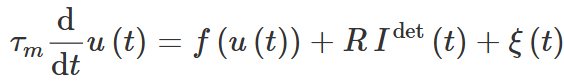 τ_m d/dt u(t) = f(u(t)) + R I^det(t) + ξ(t)